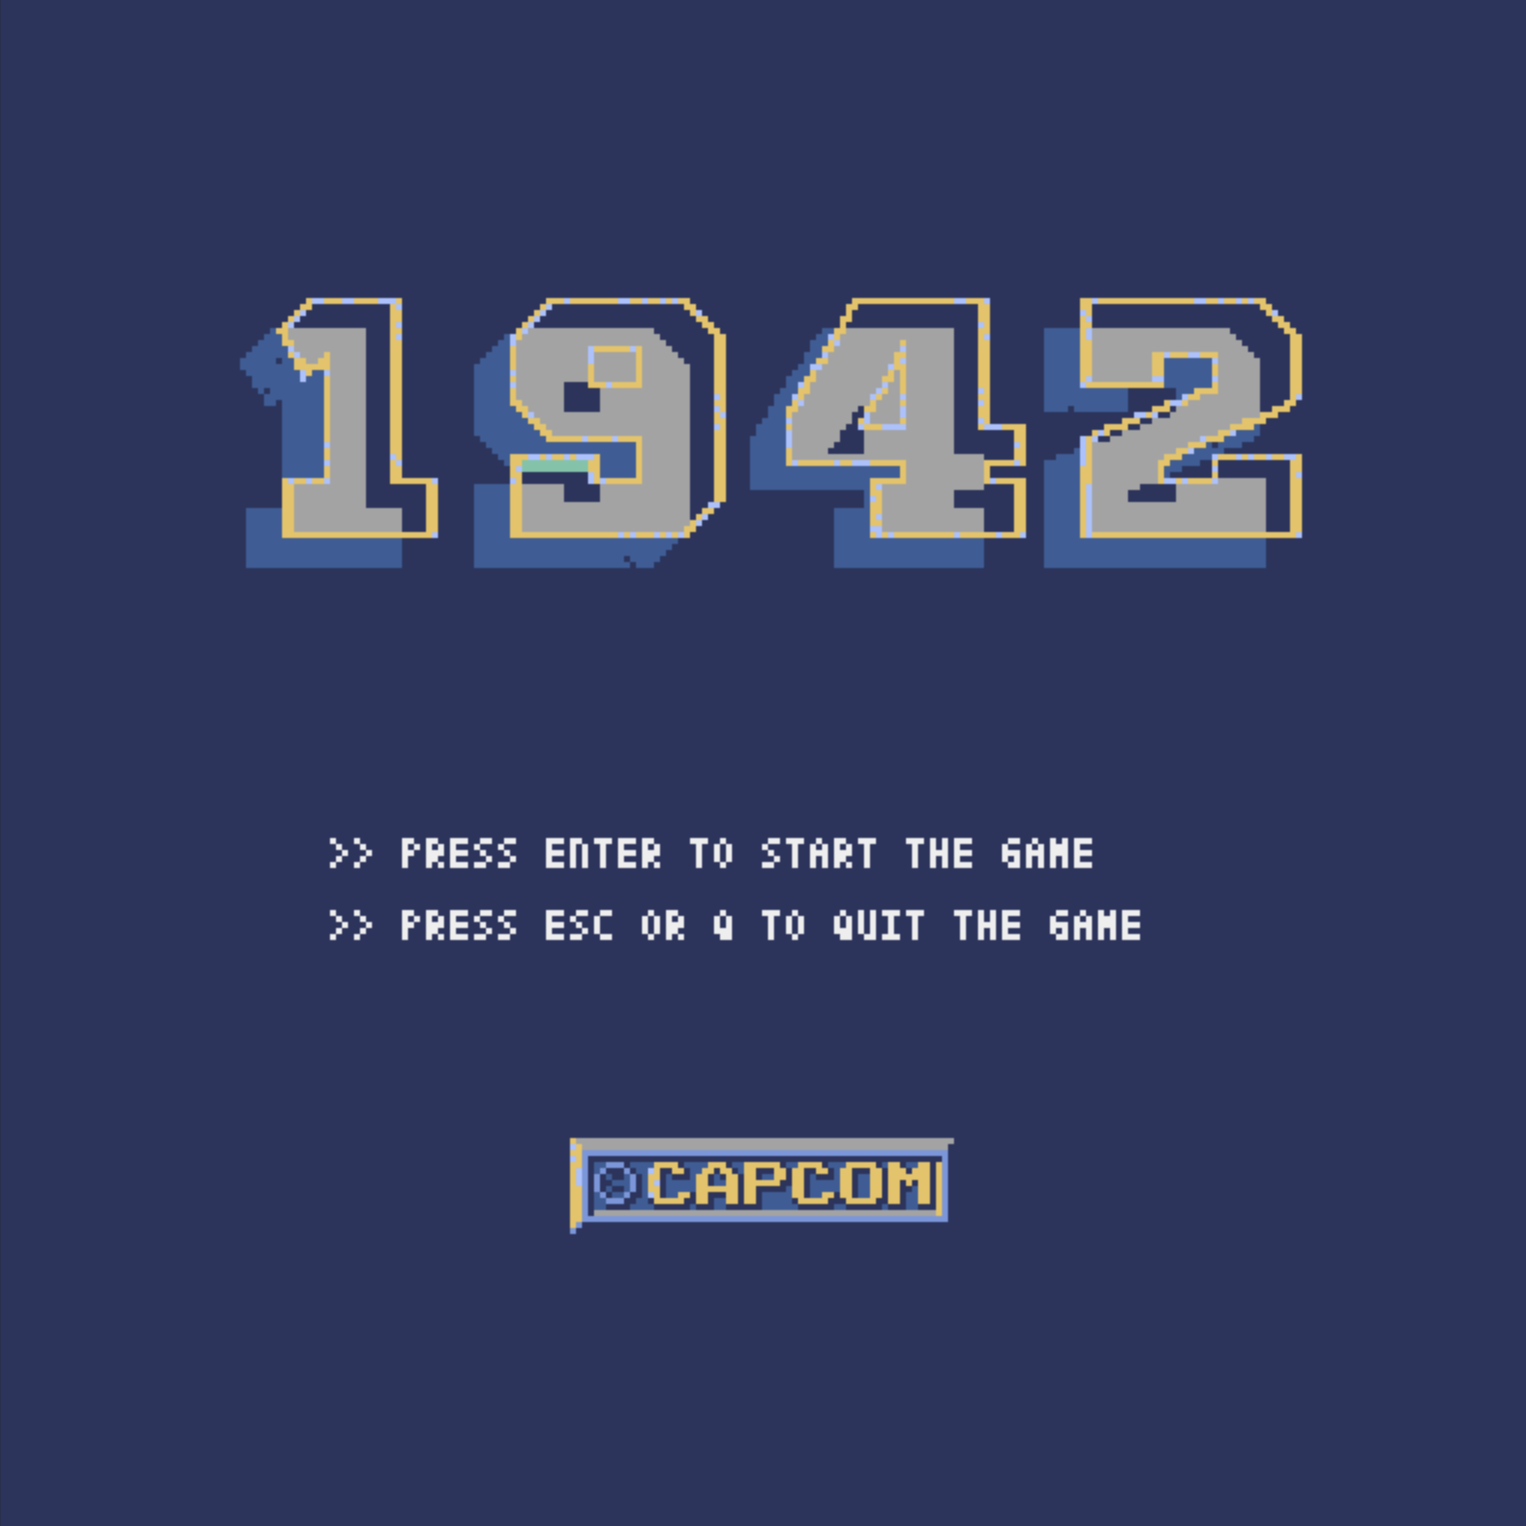 1942
>> PRESS ENTER TO START THE GAME
>> PRESS ESC OR Q TO QUIT THE GAME
©CAPCOM